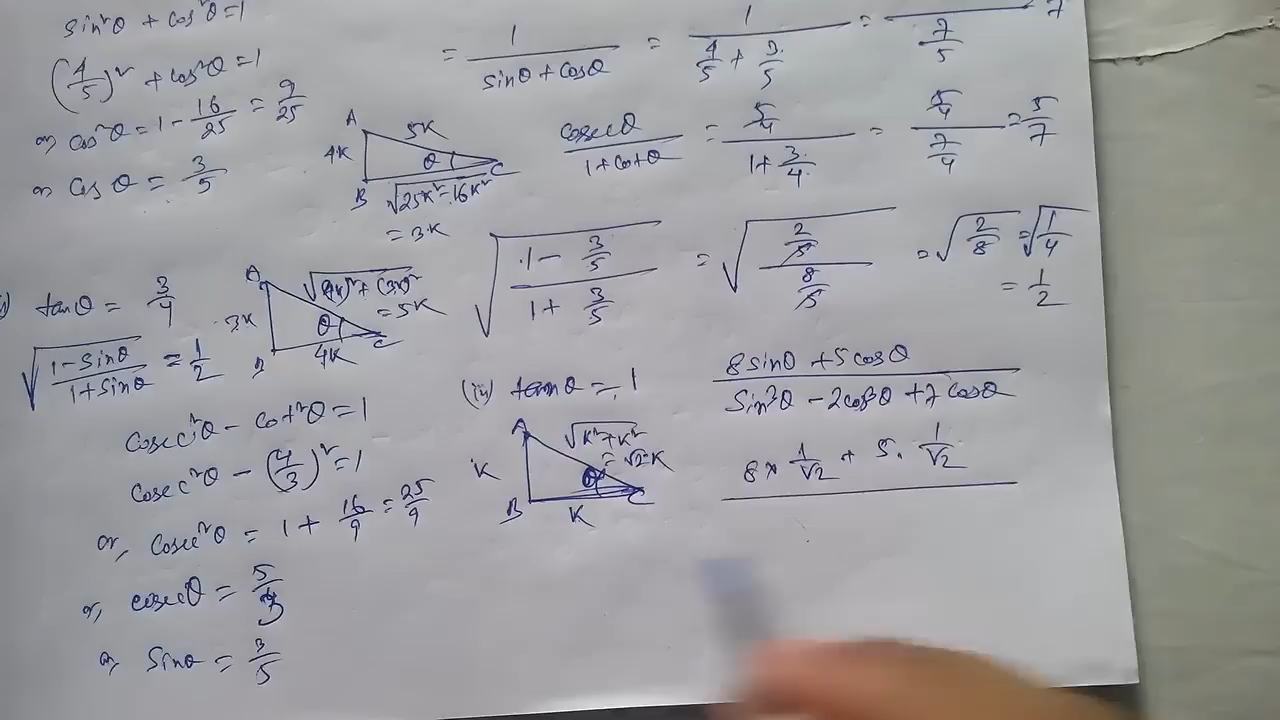 sin²θ + cos²θ = 1
(4/5)² + cos²θ = 1
or cos²θ = 1 - 16/25 = 9/25
or cos θ = 3/5
A 5K
4K θ
B √25K² - 16K² C
= 3K
= 1/(sinθ + cosθ) = 1/(4/5 + 3/5) = /(7/5) 7
cosecθ/(1 + cotθ) = (5/4)/(1 + 3/4) = (5/4)/(7/4) = 5/7
√((1 - 3/5)/(1 + 3/5)) = √((2/5)/(8/5)) = √(2/8) = √(1/4)
= 1/2
) tanθ = 3/4
A √(4K)² + (3K)²
= 5K
3K θ
B 4K C
√((1 - sinθ)/(1 + sinθ)) = 1/2
cosec²θ - cot²θ = 1
cosec²θ - (4/3)² = 1
or, cosec²θ = 1 + 16/9 = 25/9
or, cosecθ = 5/3
or, sinθ = 3/5
(iv) tanθ = 1
A √K² + K²
= √2 K
K θ
B K C
(8 sinθ + 5 cosθ)/(sin³θ - 2cos³θ + 7 cosθ)
8 × 1/√2 + 5 . 1/√2